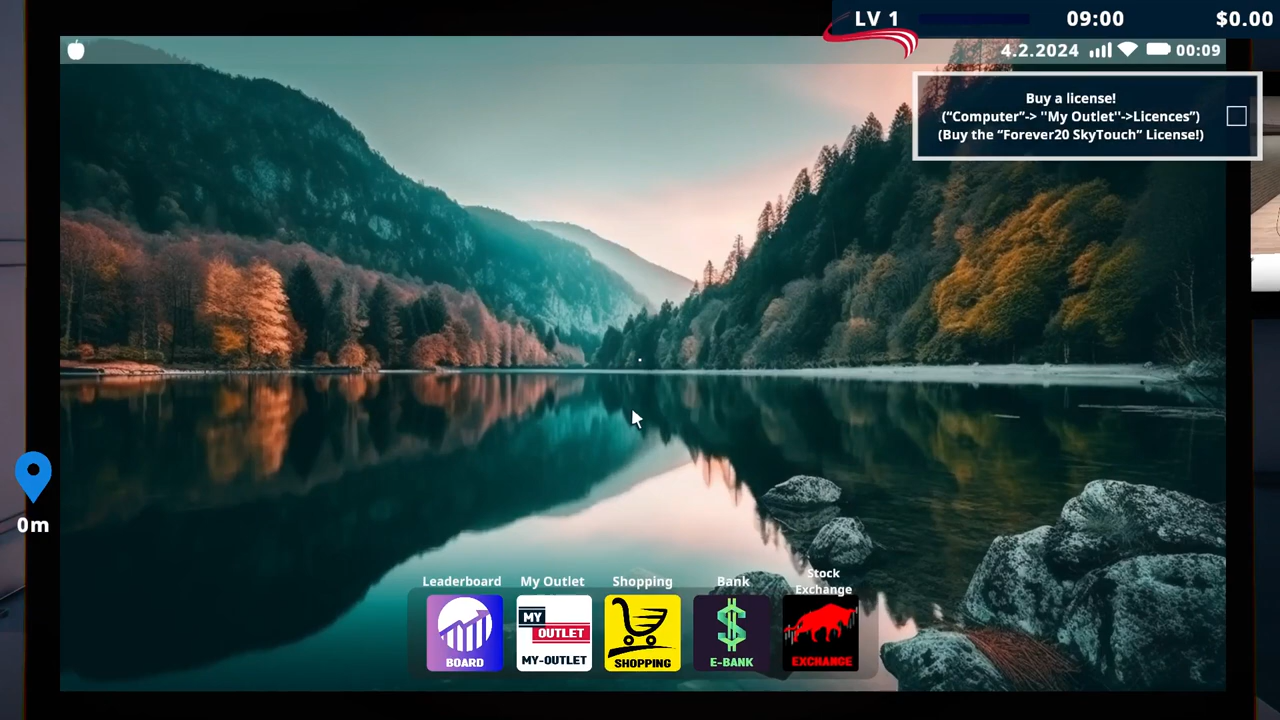 LV 1
09:00
$0.00
4.2.2024
00:09
Buy a license!
(“Computer”-> ''My Outlet''->Licences”)
(Buy the “Forever20 SkyTouch” License!)
0m
Leaderboard
My Outlet
Shopping
Bank
Stock
Exchange
BOARD
MY
OUTLET
MY-OUTLET
SHOPPING
E-BANK
EXCHANGE